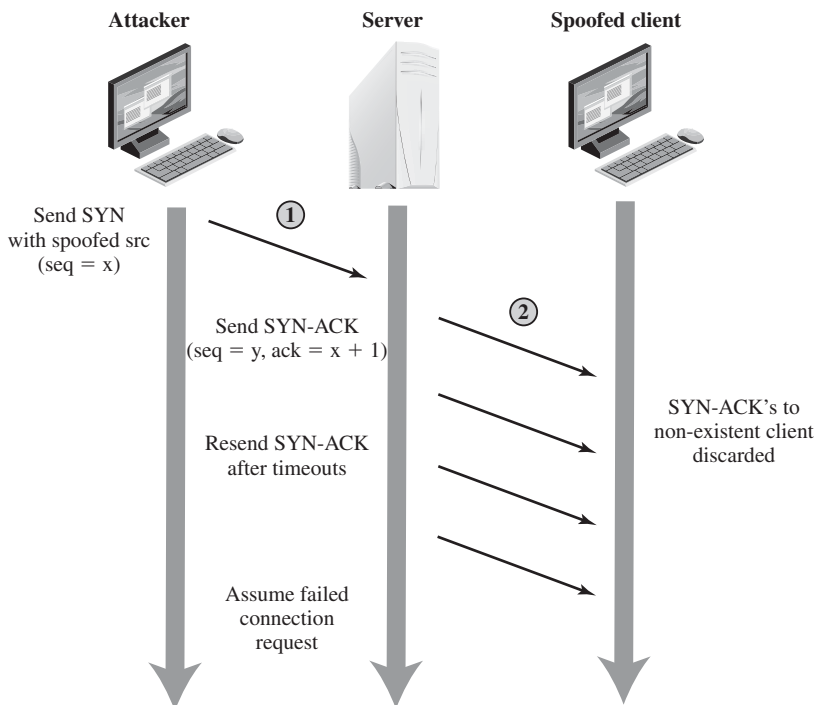 Attacker
Server
Spoofed client
Send SYN
with spoofed src
(seq = x)
1
Send SYN-ACK
(seq = y, ack = x + 1)
2
SYN-ACK's to
non-existent client
discarded
Resend SYN-ACK
after timeouts
Assume failed
connection
request